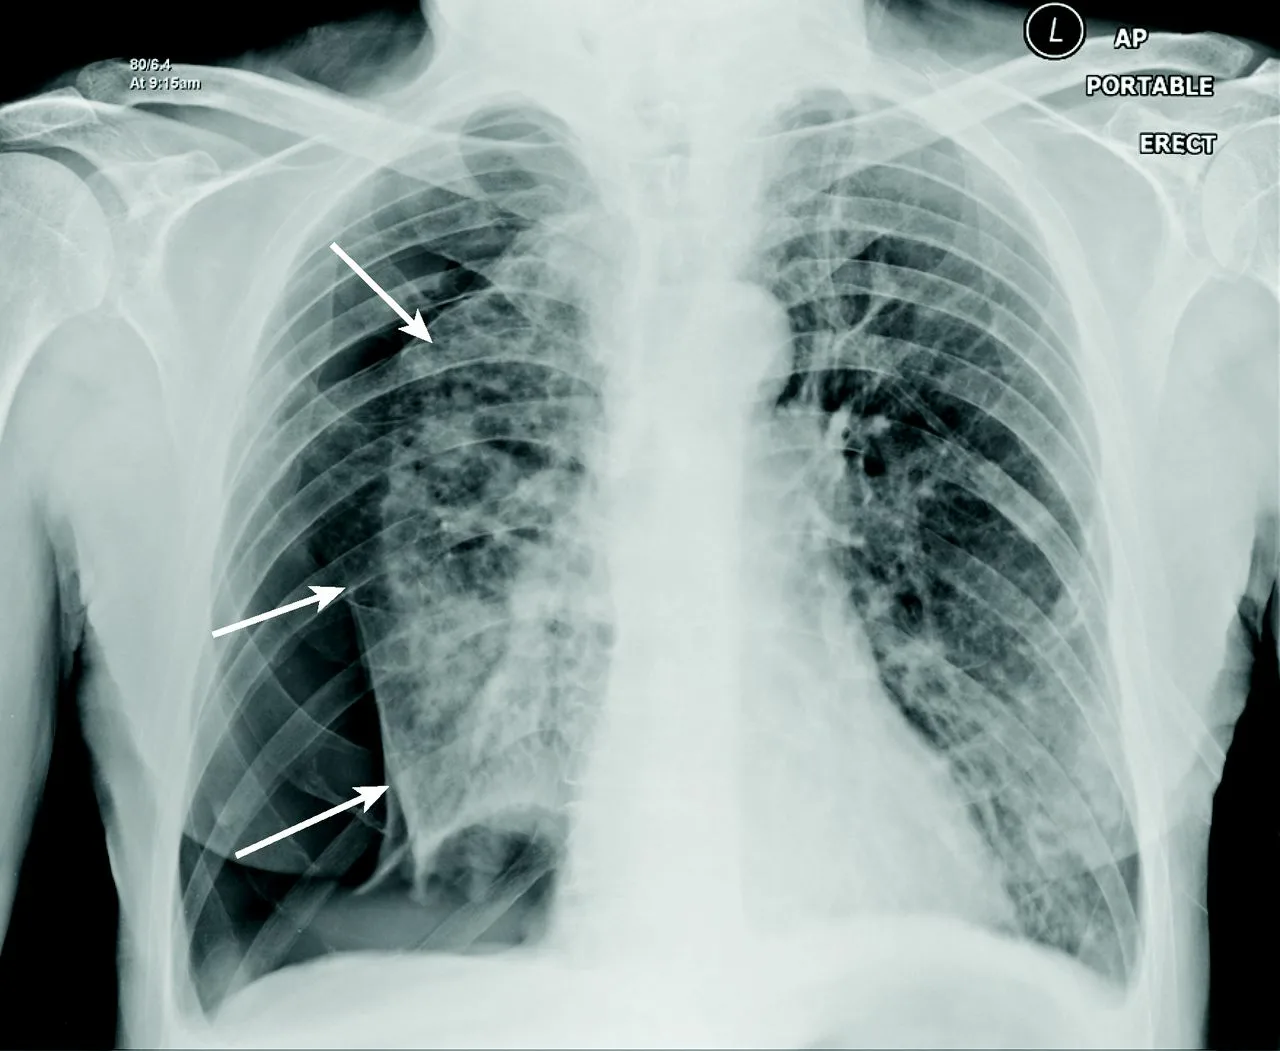 80/6.4
At 9:15am
L
AP
PORTABLE
ERECT